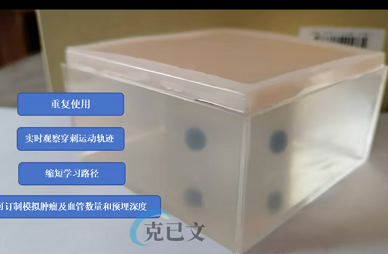 重复使用
实时观察穿刺运动轨迹
缩短学习路径
可订制模拟肿瘤及血管数量和预埋深度
克已文